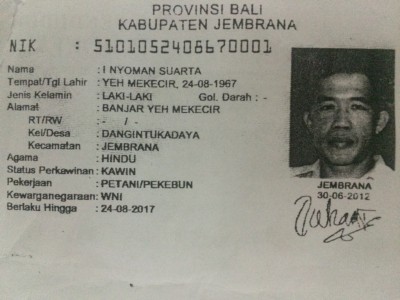 PROVINSI BALI
KABUPATEN JEMBRANA
NIK : 5101052406670001
Nama : I NYOMAN SUARTA
Tempat/Tgl Lahir : YEH MEKECIR, 24-08-1967
Jenis Kelamin : LAKI-LAKI Gol. Darah : -
Alamat : BANJAR YEH MEKECIR
RT/RW : - / -
Kel/Desa : DANGINTUKADAYA
Kecamatan : JEMBRANA
Agama : HINDU
Status Perkawinan : KAWIN
Pekerjaan : PETANI/PEKEBUN
Kewarganegaraan : WNI
Berlaku Hingga : 24-08-2017
JEMBRANA
30-06-2012